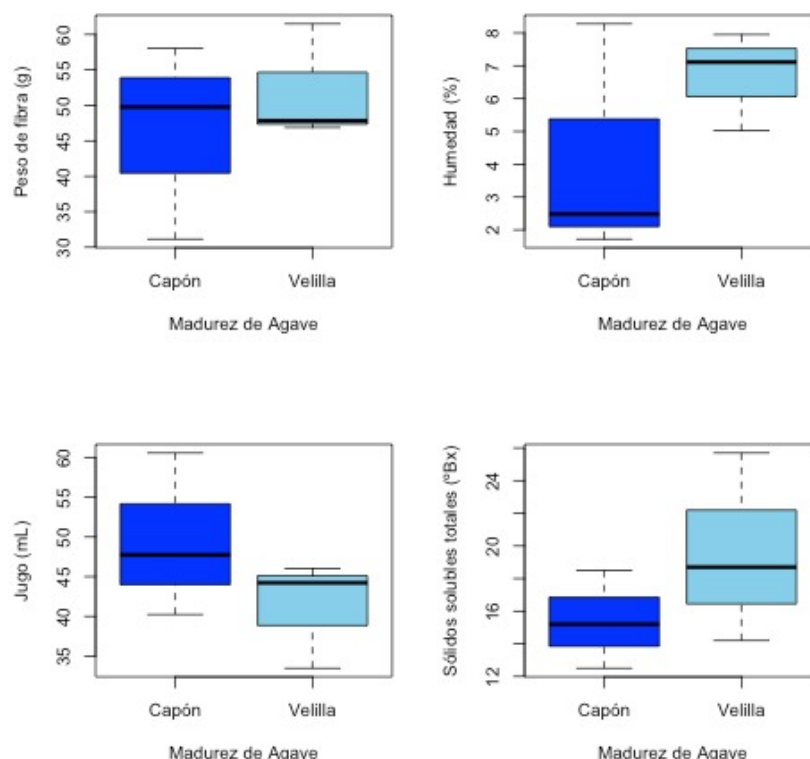 Peso de fibra (g)
60
55
50
45
40
35
30
Capón
Velilla
Madurez de Agave
Humedad (%)
8
7
6
5
4
3
2
Capón
Velilla
Madurez de Agave
Jugo (mL)
60
55
50
45
40
35
Capón
Velilla
Madurez de Agave
Sólidos solubles totales (ºBx)
24
20
16
12
Capón
Velilla
Madurez de Agave